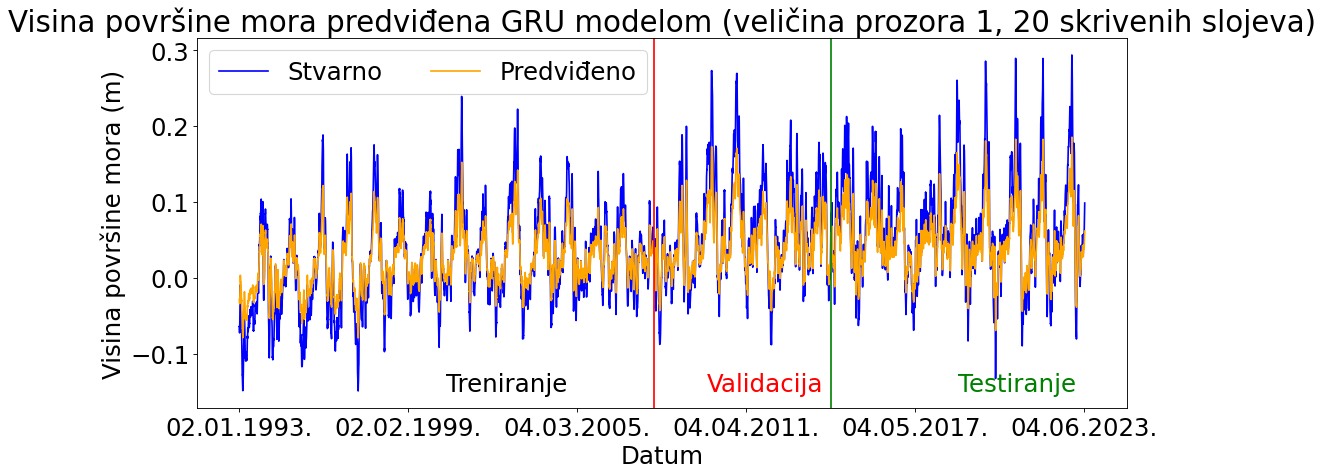 Visina površine mora predviđena GRU modelom (veličina prozora 1, 20 skrivenih slojeva)
Stvarno
Predviđeno
Visina površine mora (m)
0.3
0.2
0.1
0.0
−0.1
Treniranje
Validacija
Testiranje
02.01.1993.
02.02.1999.
04.03.2005.
04.04.2011.
04.05.2017.
04.06.2023.
Datum